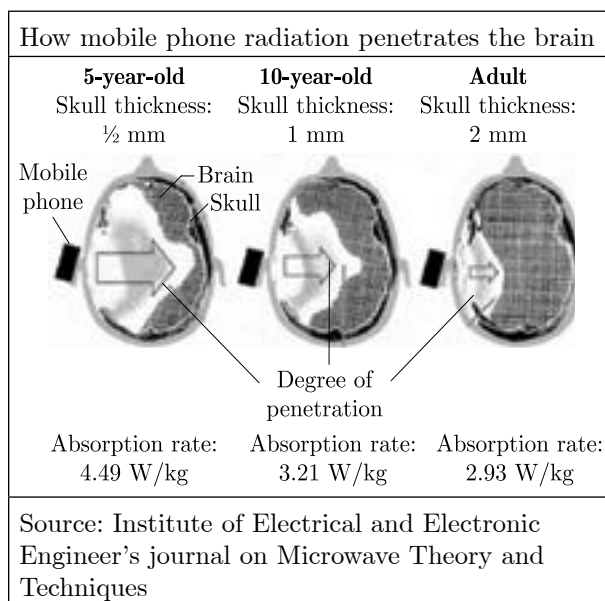 How mobile phone radiation penetrates the brain
5-year-old
Skull thickness:
½ mm
10-year-old
Skull thickness:
1 mm
Adult
Skull thickness:
2 mm
Mobile
phone
Brain
Skull
Degree of
penetration
Absorption rate:
4.49 W/kg
Absorption rate:
3.21 W/kg
Absorption rate:
2.93 W/kg
Source: Institute of Electrical and Electronic
Engineer's journal on Microwave Theory and
Techniques